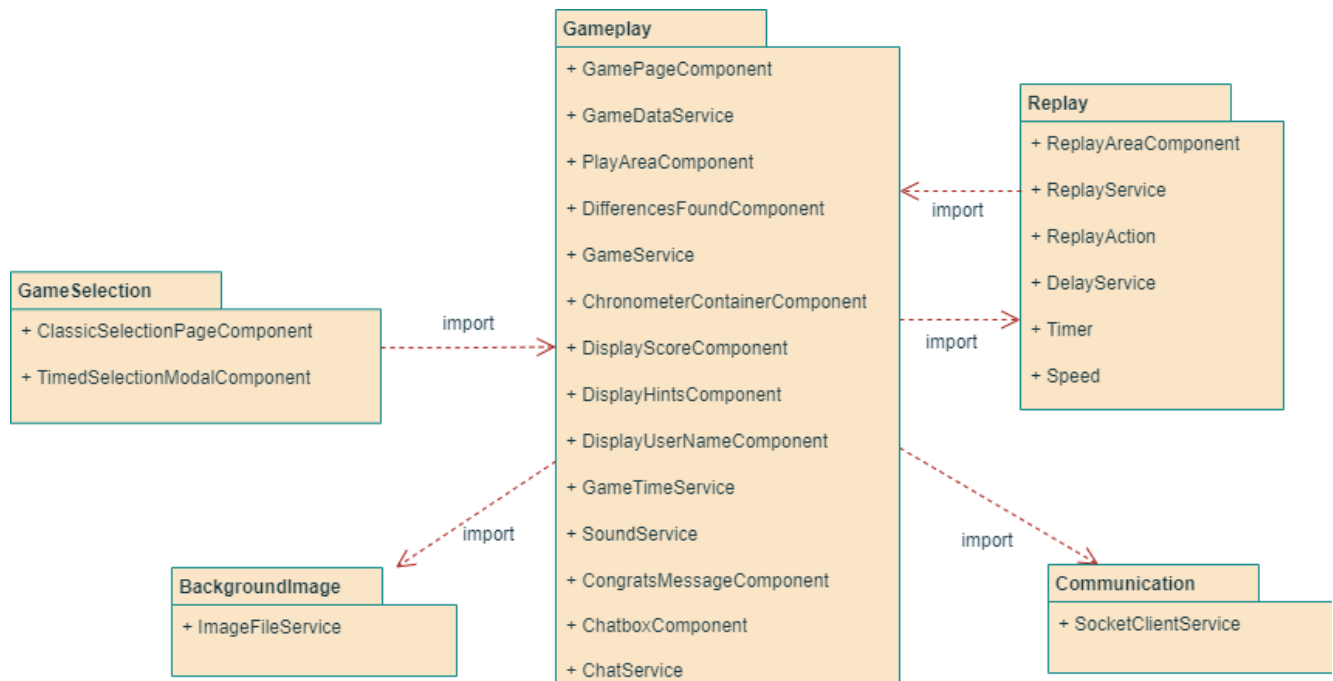 Gameplay
+ GamePageComponent
+ GameDataService
+ PlayAreaComponent
+ DifferencesFoundComponent
+ GameService
+ ChronometerContainerComponent
+ DisplayScoreComponent
+ DisplayHintsComponent
+ DisplayUserNameComponent
+ GameTimeService
+ SoundService
+ CongratsMessageComponent
+ ChatboxComponent
+ ChatService
Replay
+ ReplayAreaComponent
+ ReplayService
+ ReplayAction
+ DelayService
+ Timer
+ Speed
import
import
GameSelection
+ ClassicSelectionPageComponent
+ TimedSelectionModalComponent
import
import
import
BackgroundImage
+ ImageFileService
Communication
+ SocketClientService